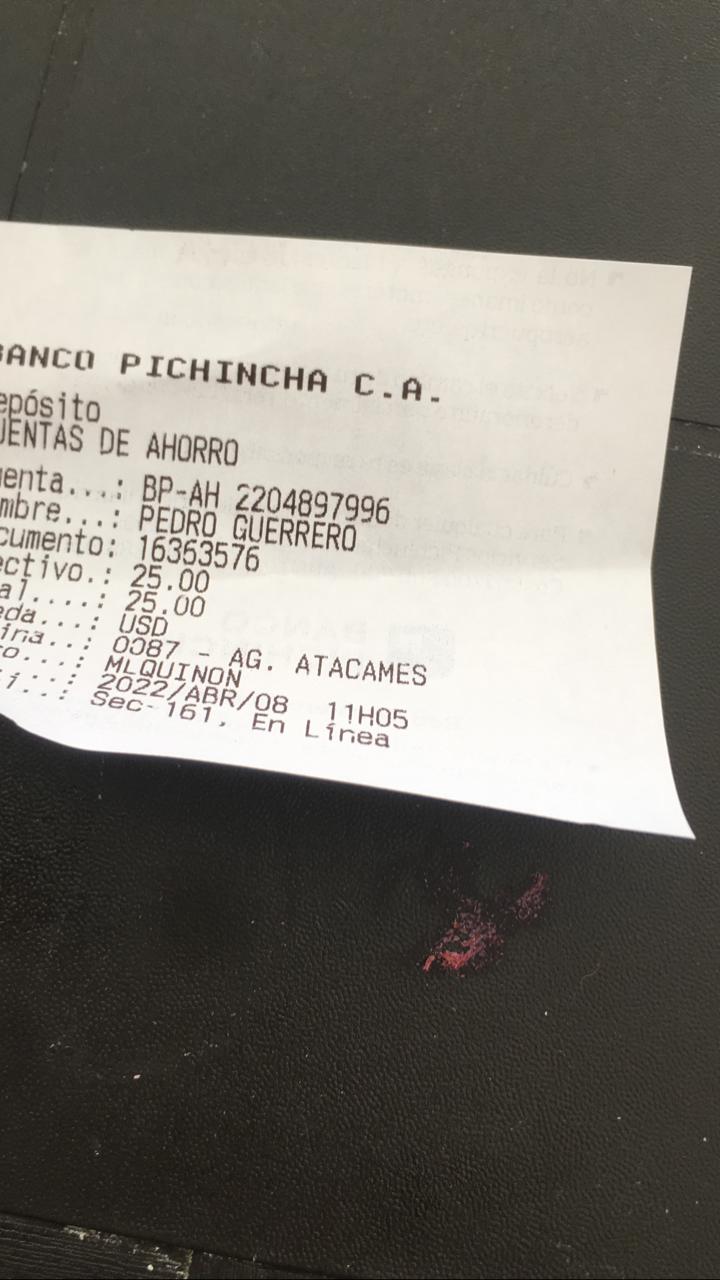 BANCO PICHINCHA C.A.
epósito
UENTAS DE AHORRO
uenta...: BP-AH 2204897996
mbre...: PEDRO GUERRERO
cumento: 16363576
ectivo.: 25.00
al.....: 25.00
eda....: USD
ina..: 0087 - AG. ATACAMES
o....: MLQUINON
2022/ABR/08 11H05
Sec-161, En Línea